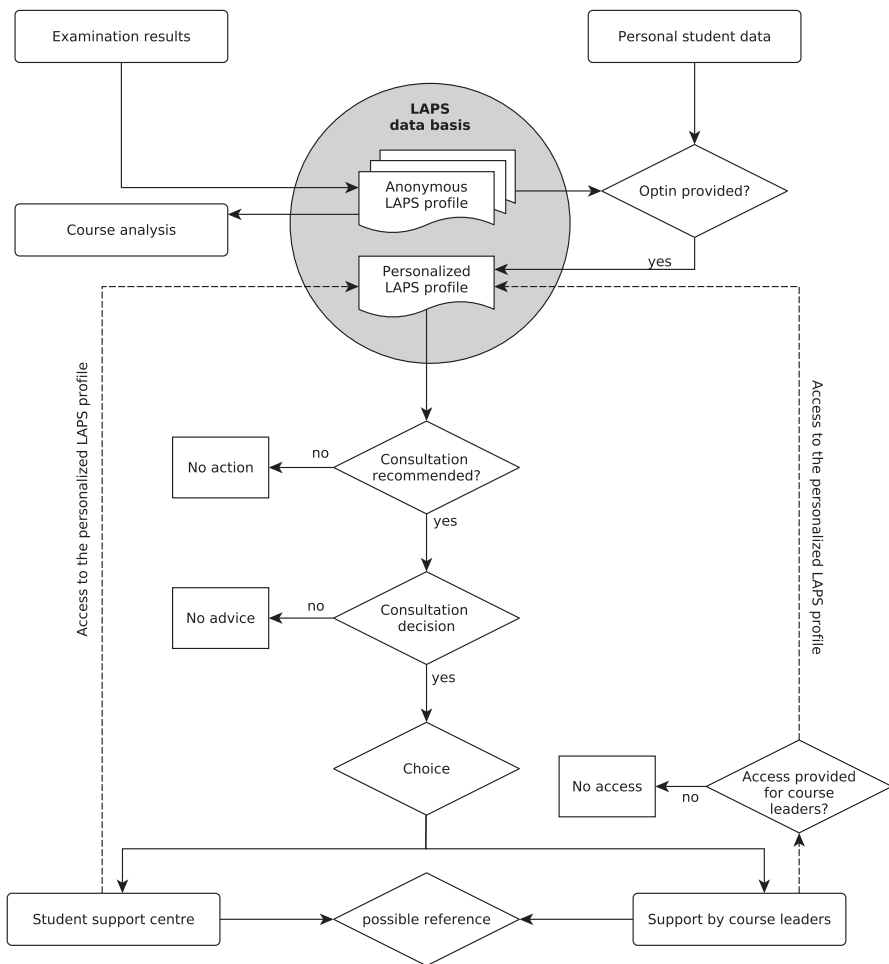 Examination results
Personal student data
LAPS
data basis
Anonymous
LAPS profile
Optin provided?
Course analysis
yes
Personalized
LAPS profile
Access to the personalized LAPS profile
Access to the personalized LAPS profile
Consultation
recommended?
no
No action
yes
Consultation
decision
no
No advice
yes
Choice
Access provided
for course
leaders?
no
No access
Student support centre
possible reference
Support by course leaders